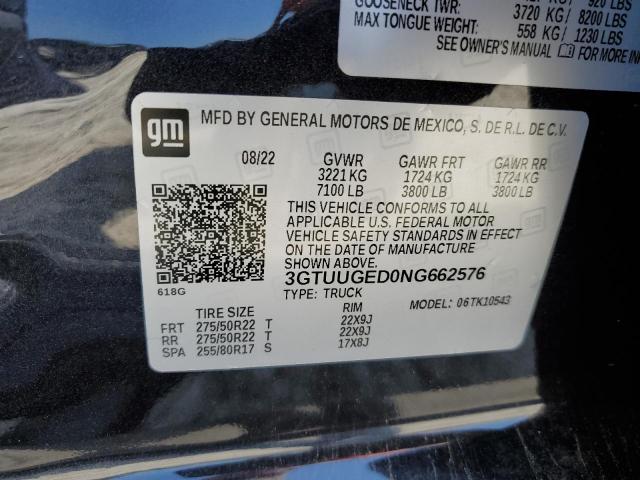 920 LBS
GOOSENECK TWR: 3720 KG / 8200 LBS
MAX TONGUE WEIGHT: 558 KG / 1230 LBS
SEE OWNER'S MANUAL FOR MORE IN
gm
MFD BY GENERAL MOTORS DE MEXICO, S. DE R.L. DE C.V.
08/22 GVWR GAWR FRT GAWR RR
3221 KG 1724 KG 1724 KG
7100 LB 3800 LB 3800 LB
THIS VEHICLE CONFORMS TO ALL
APPLICABLE U.S. FEDERAL MOTOR
VEHICLE SAFETY STANDARDS IN EFFECT
ON THE DATE OF MANUFACTURE
SHOWN ABOVE.
618G
3GTUUGED0NG662576
TYPE: TRUCK MODEL: 06TK10543
TIRE SIZE RIM
FRT 275/50R22 T 22X9J
RR 275/50R22 T 22X9J
SPA 255/80R17 S 17X8J